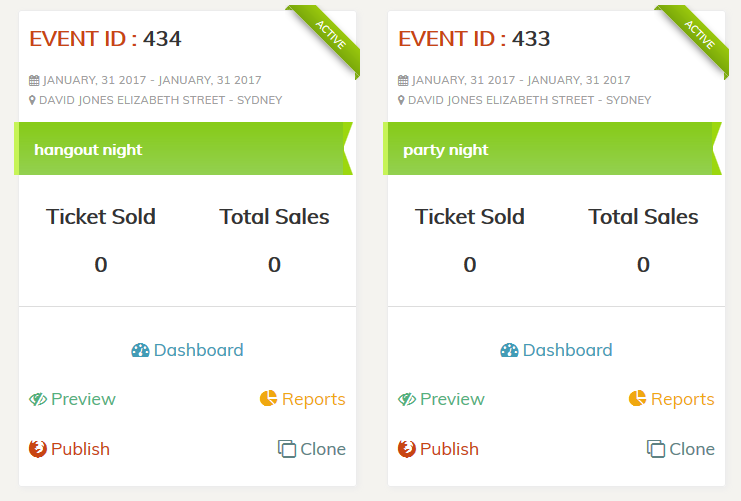 EVENT ID : 434
ACTIVE
JANUARY, 31 2017 - JANUARY, 31 2017
DAVID JONES ELIZABETH STREET - SYDNEY
hangout night
Ticket Sold
Total Sales
0
0
Dashboard
Preview
Reports
Publish
Clone
EVENT ID : 433
ACTIVE
JANUARY, 31 2017 - JANUARY, 31 2017
DAVID JONES ELIZABETH STREET - SYDNEY
party night
Ticket Sold
Total Sales
0
0
Dashboard
Preview
Reports
Publish
Clone